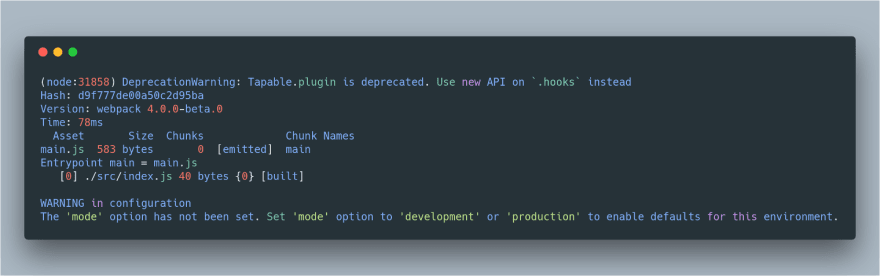 (node:31858) DeprecationWarning: Tapable.plugin is deprecated. Use new API on `.hooks` instead
Hash: d9f777de00a50c2d95ba
Version: webpack 4.0.0-beta.0
Time: 78ms
  Asset       Size  Chunks             Chunk Names
main.js  583 bytes       0  [emitted]  main
Entrypoint main = main.js
   [0] ./src/index.js 40 bytes {0} [built]

WARNING in configuration
The 'mode' option has not been set. Set 'mode' option to 'development' or 'production' to enable defaults for this environment.